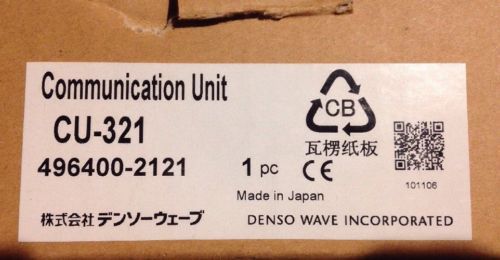 Communication Unit
CU-321
496400-2121
1 pc
CE
Made in Japan
CB
瓦楞纸板
101106
株式会社 デンソーウェーブ
DENSO WAVE INCORPORATED